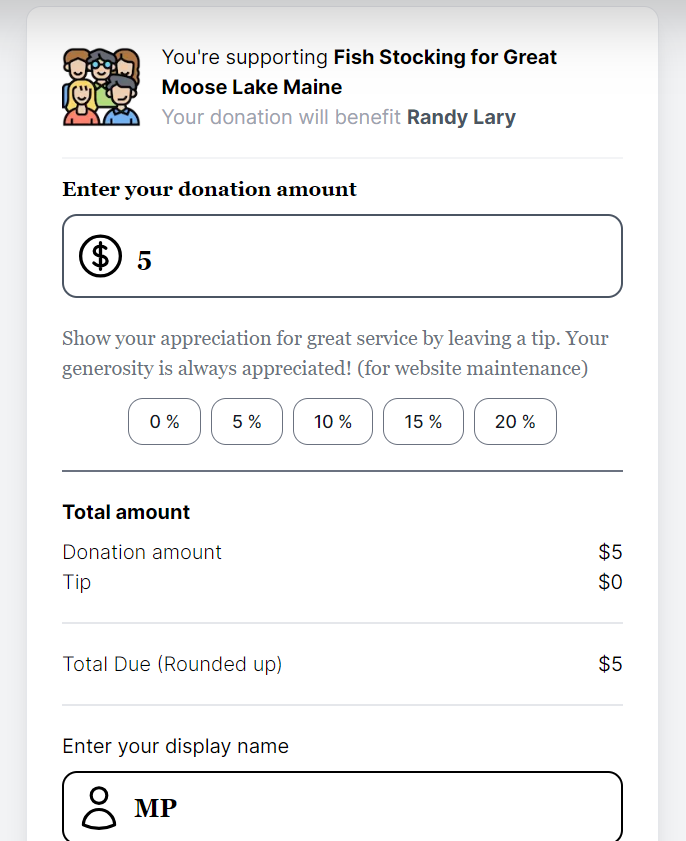 You're supporting Fish Stocking for Great
Moose Lake Maine
Your donation will benefit Randy Lary
Enter your donation amount
$ 5
Show your appreciation for great service by leaving a tip. Your
generosity is always appreciated! (for website maintenance)
0 % 5 % 10 % 15 % 20 %
Total amount
Donation amount $5
Tip $0
Total Due (Rounded up) $5
Enter your display name
MP